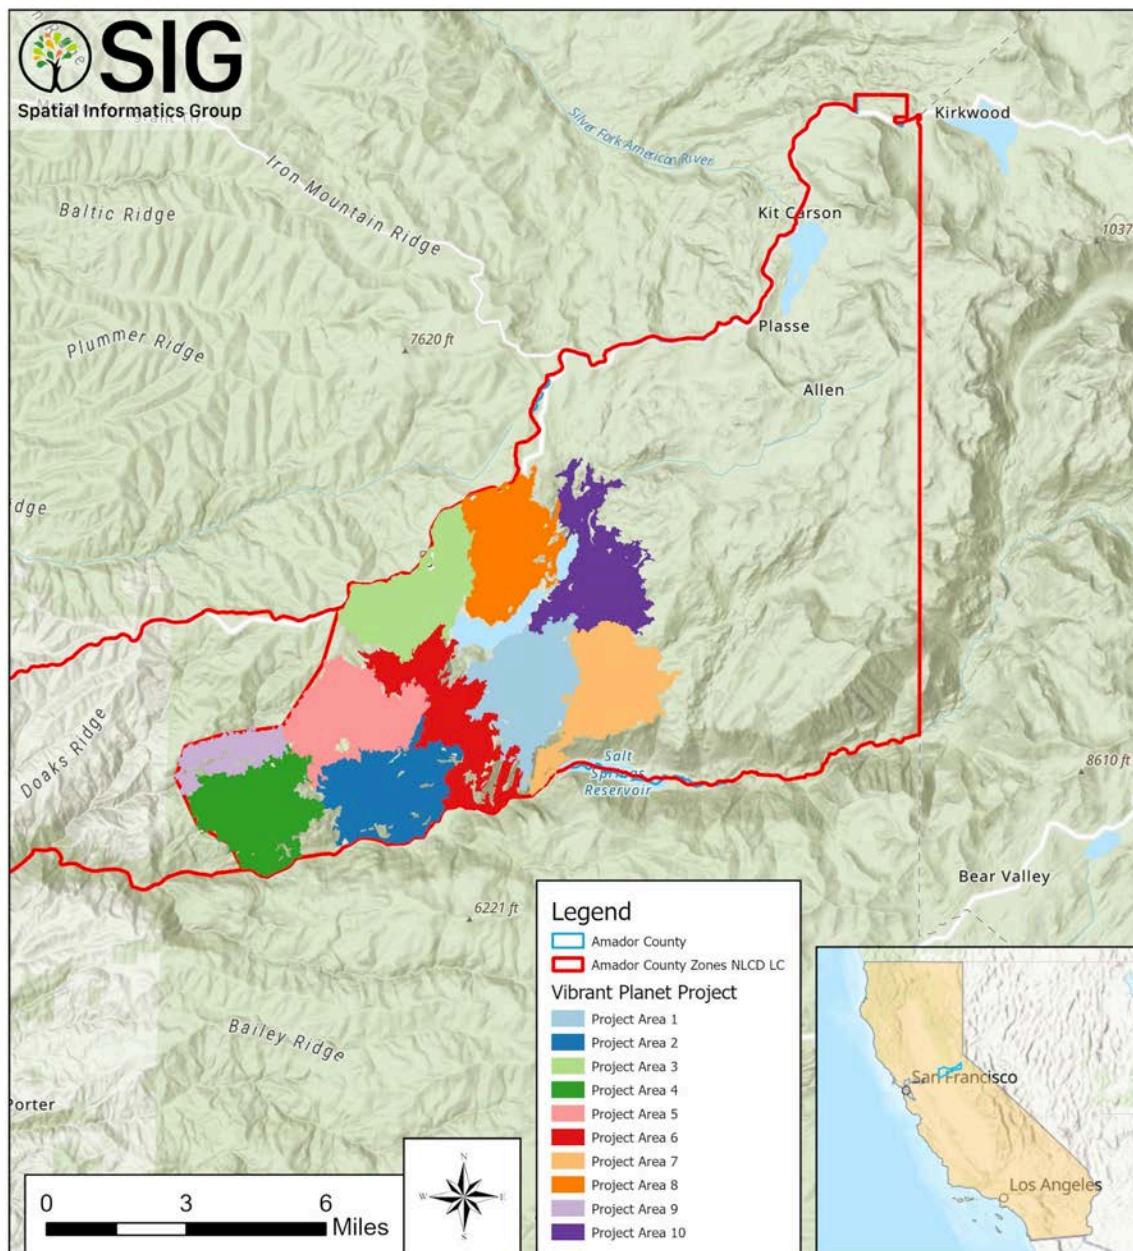 SIG
Spatial Informatics Group
Silver Fork American River
Kirkwood
Iron Mountain Ridge
Baltic Ridge
Kit Carson
1037
Plummer Ridge
7620 ft
Plasse
Allen
idge
Doaks Ridge
Salt
Springs
Reservoir
8610 ft
Bear Valley
6221 ft
Bailey Ridge
Porter
Legend
Amador County
Amador County Zones NLCD LC
Vibrant Planet Project
Project Area 1
Project Area 2
Project Area 3
Project Area 4
Project Area 5
Project Area 6
Project Area 7
Project Area 8
Project Area 9
Project Area 10
0 3 6
Miles
N
W E
S
San Francisco
Los Angeles